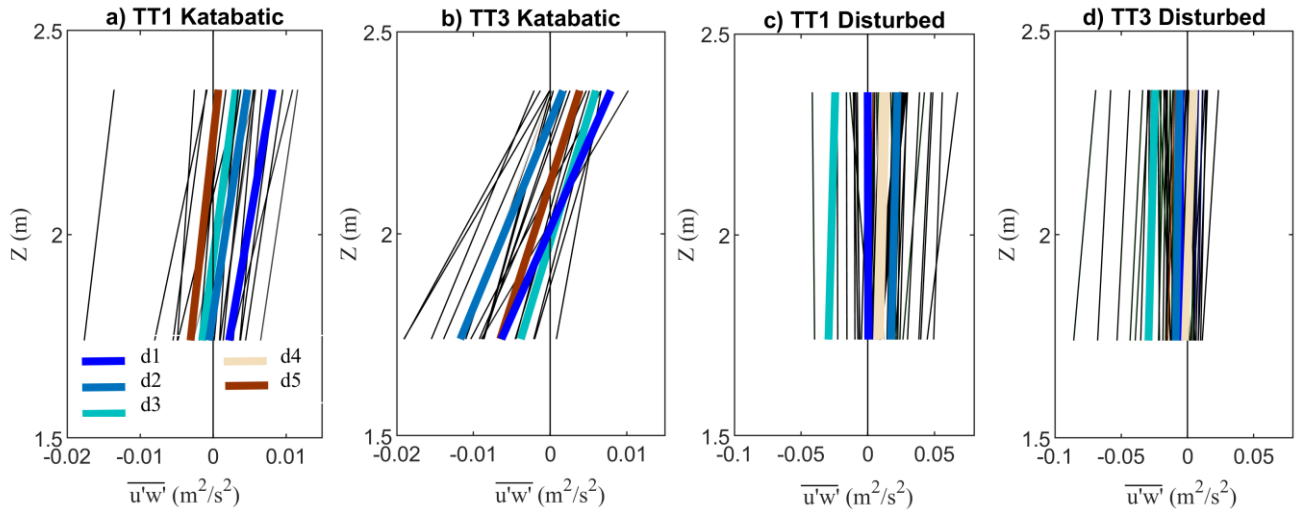 a) TT1 Katabatic
2.5
2
1.5
Z (m)
-0.02
-0.01
0
0.01
u'w' (m²/s²)
d1
d2
d3
d4
d5
b) TT3 Katabatic
2.5
2
1.5
Z (m)
-0.02
-0.01
0
0.01
u'w' (m²/s²)
c) TT1 Disturbed
2.5
2
1.5
Z (m)
-0.1
-0.05
0
0.05
u'w' (m²/s²)
d) TT3 Disturbed
2.5
2
1.5
Z (m)
-0.1
-0.05
0
0.05
u'w' (m²/s²)